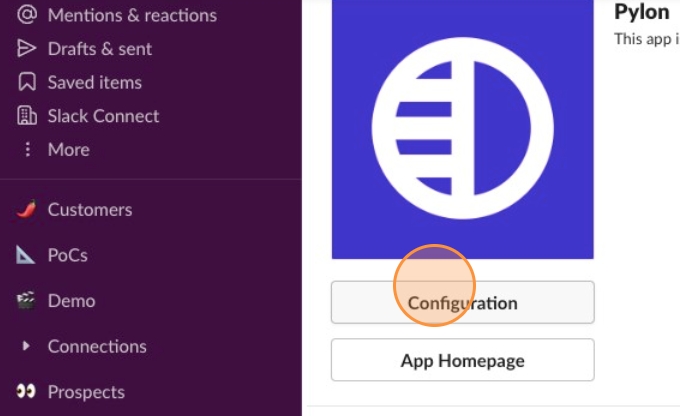 Mentions & reactions
Drafts & sent
Saved items
Slack Connect
More
Customers
PoCs
Demo
Connections
Prospects
Pylon
This app i
Configuration
App Homepage